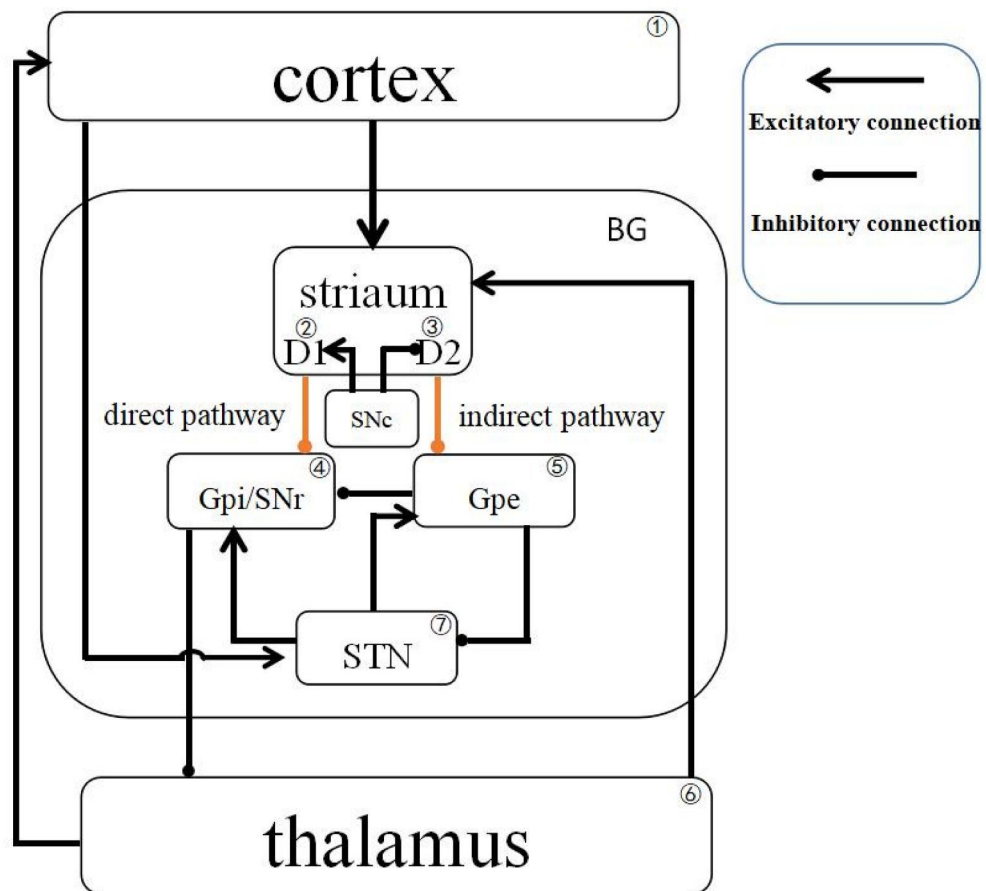 ①
cortex
Excitatory connection
Inhibitory connection
BG
striaum
② ③
D1 D2
SNc
direct pathway
indirect pathway
④
Gpi/SNr
⑤
Gpe
⑦
STN
⑥
thalamus